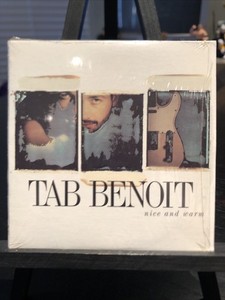 TAB BENOIT
nice and warm